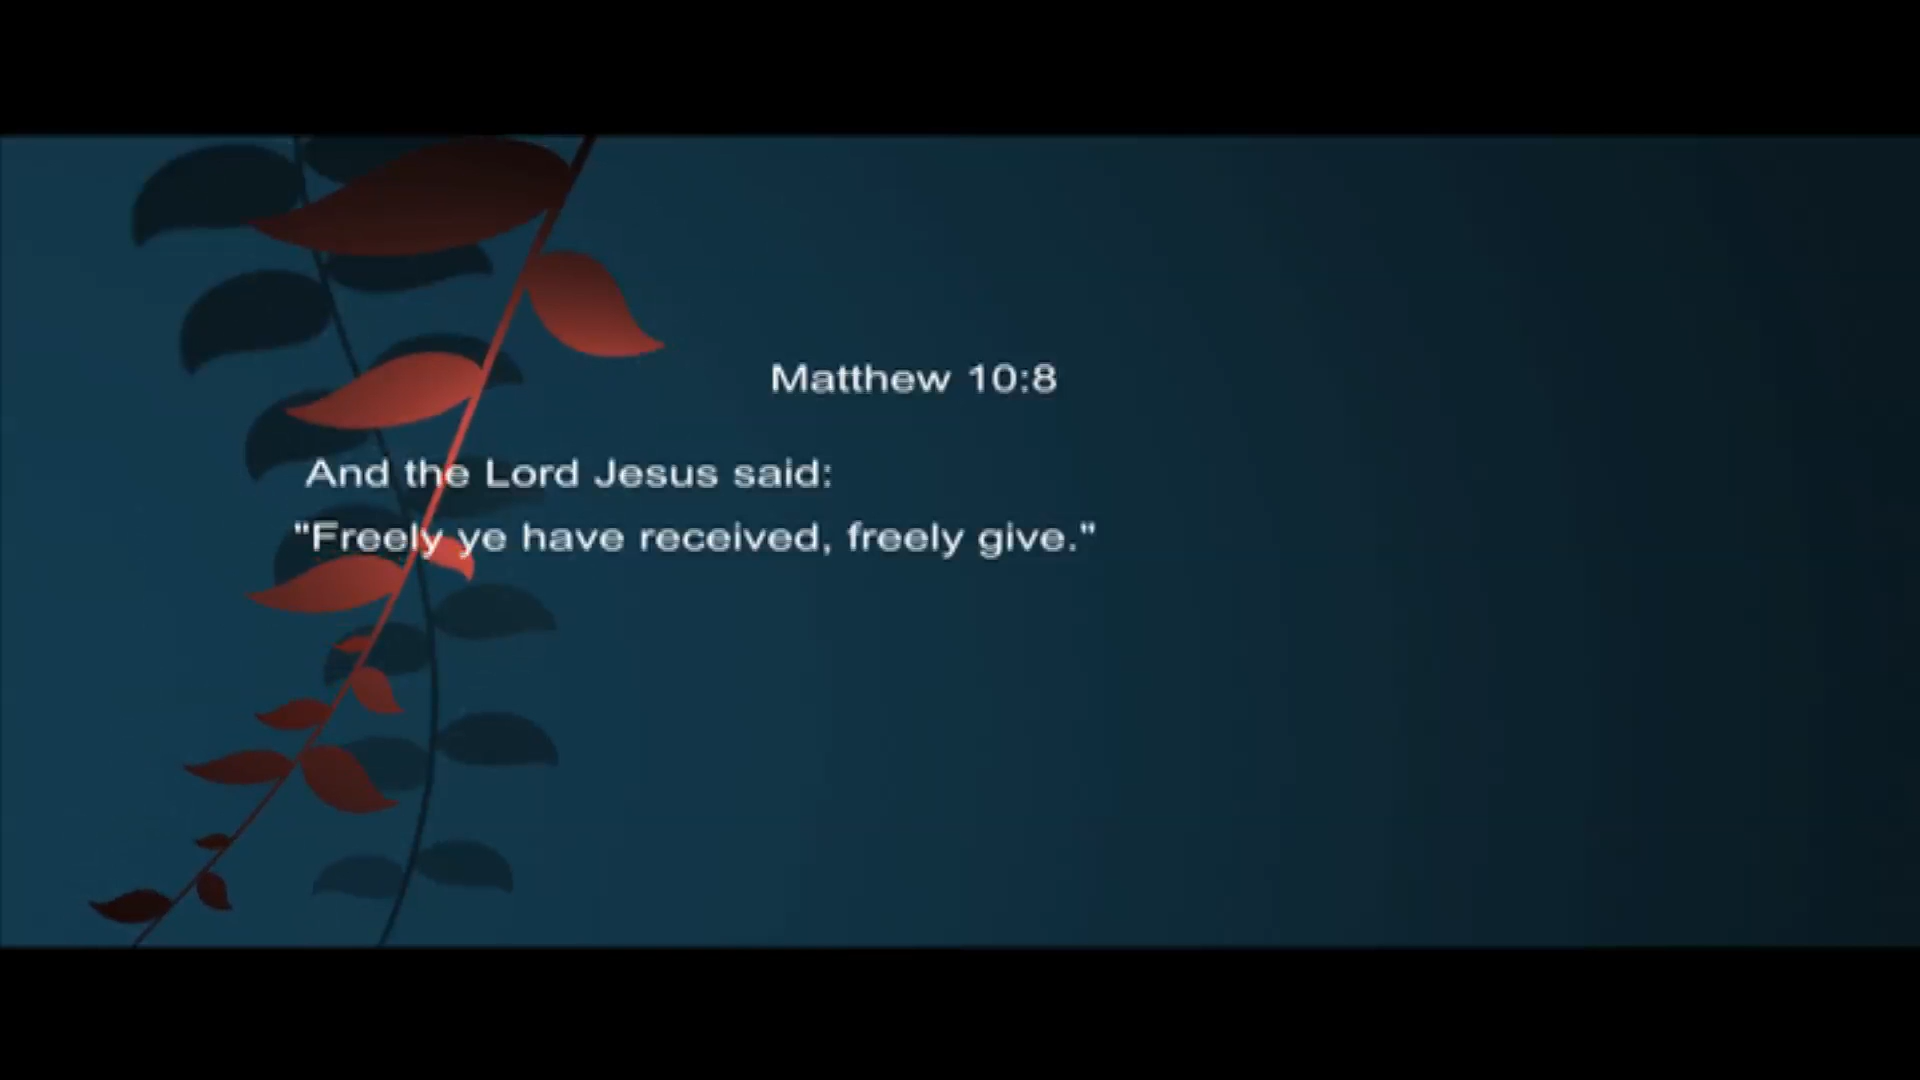 Matthew 10:8
And the Lord Jesus said:
"Freely ye have received, freely give."